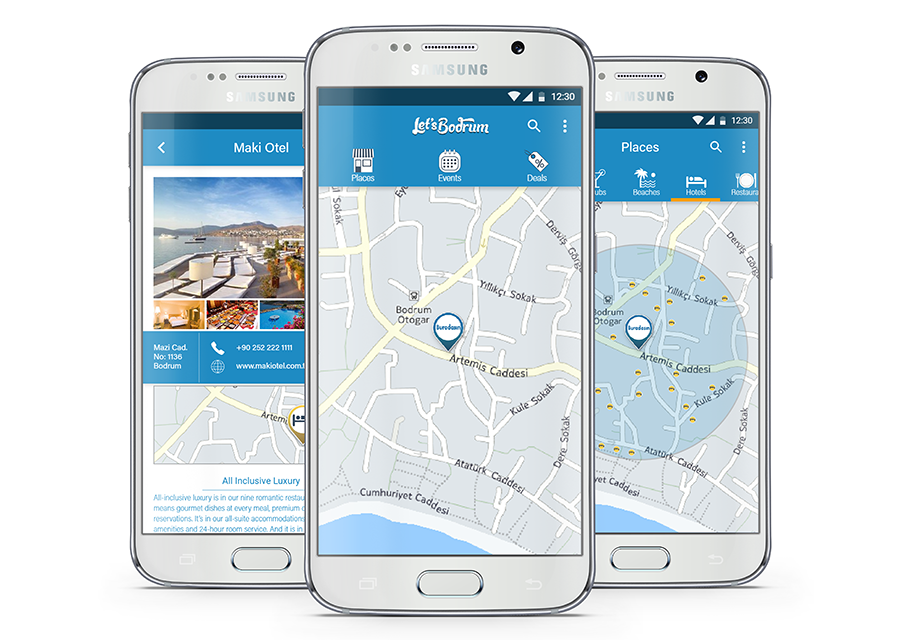 SAMSUNG
Maki Otel
Mazi Cad.
No: 1136
Bodrum
+90 252 222 1111
www.makiotel.com.t
Artem
All Inclusive Luxury
All-inclusive luxury is in our nine romantic restau
means gourmet dishes at every meal, premium
reservations. It's in our all-suite accommodations
amenities and 24-hour room service. And it is in
SAMSUNG
12:30
Let'sBodrum
Places
Events
Deals
Sokak
Derviş Görg
Yıllıkçı Sokak
Bodrum
Otogar
Buradasın
Artemis Caddesi
Kule Sokak
Dere Sokak
Atatürk Caddesi
Cumhuriyet Caddesi
SAMSUNG
12:30
Places
ubs
Beaches
Hotels
Restaura
Derviş Görg
Yıllıkçı Sokak
Bodrum
Otogar
Buradasın
Artemis Caddesi
Kule Sokak
Dere Sokak
Atatürk Caddesi
yet Caddesi